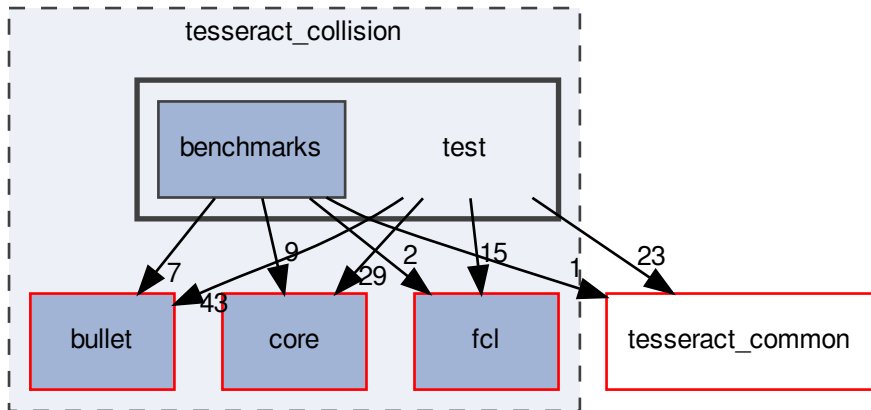 tesseract_collision
benchmarks
test
7
43
9
29
2
15
1
23
bullet
core
fcl
tesseract_common